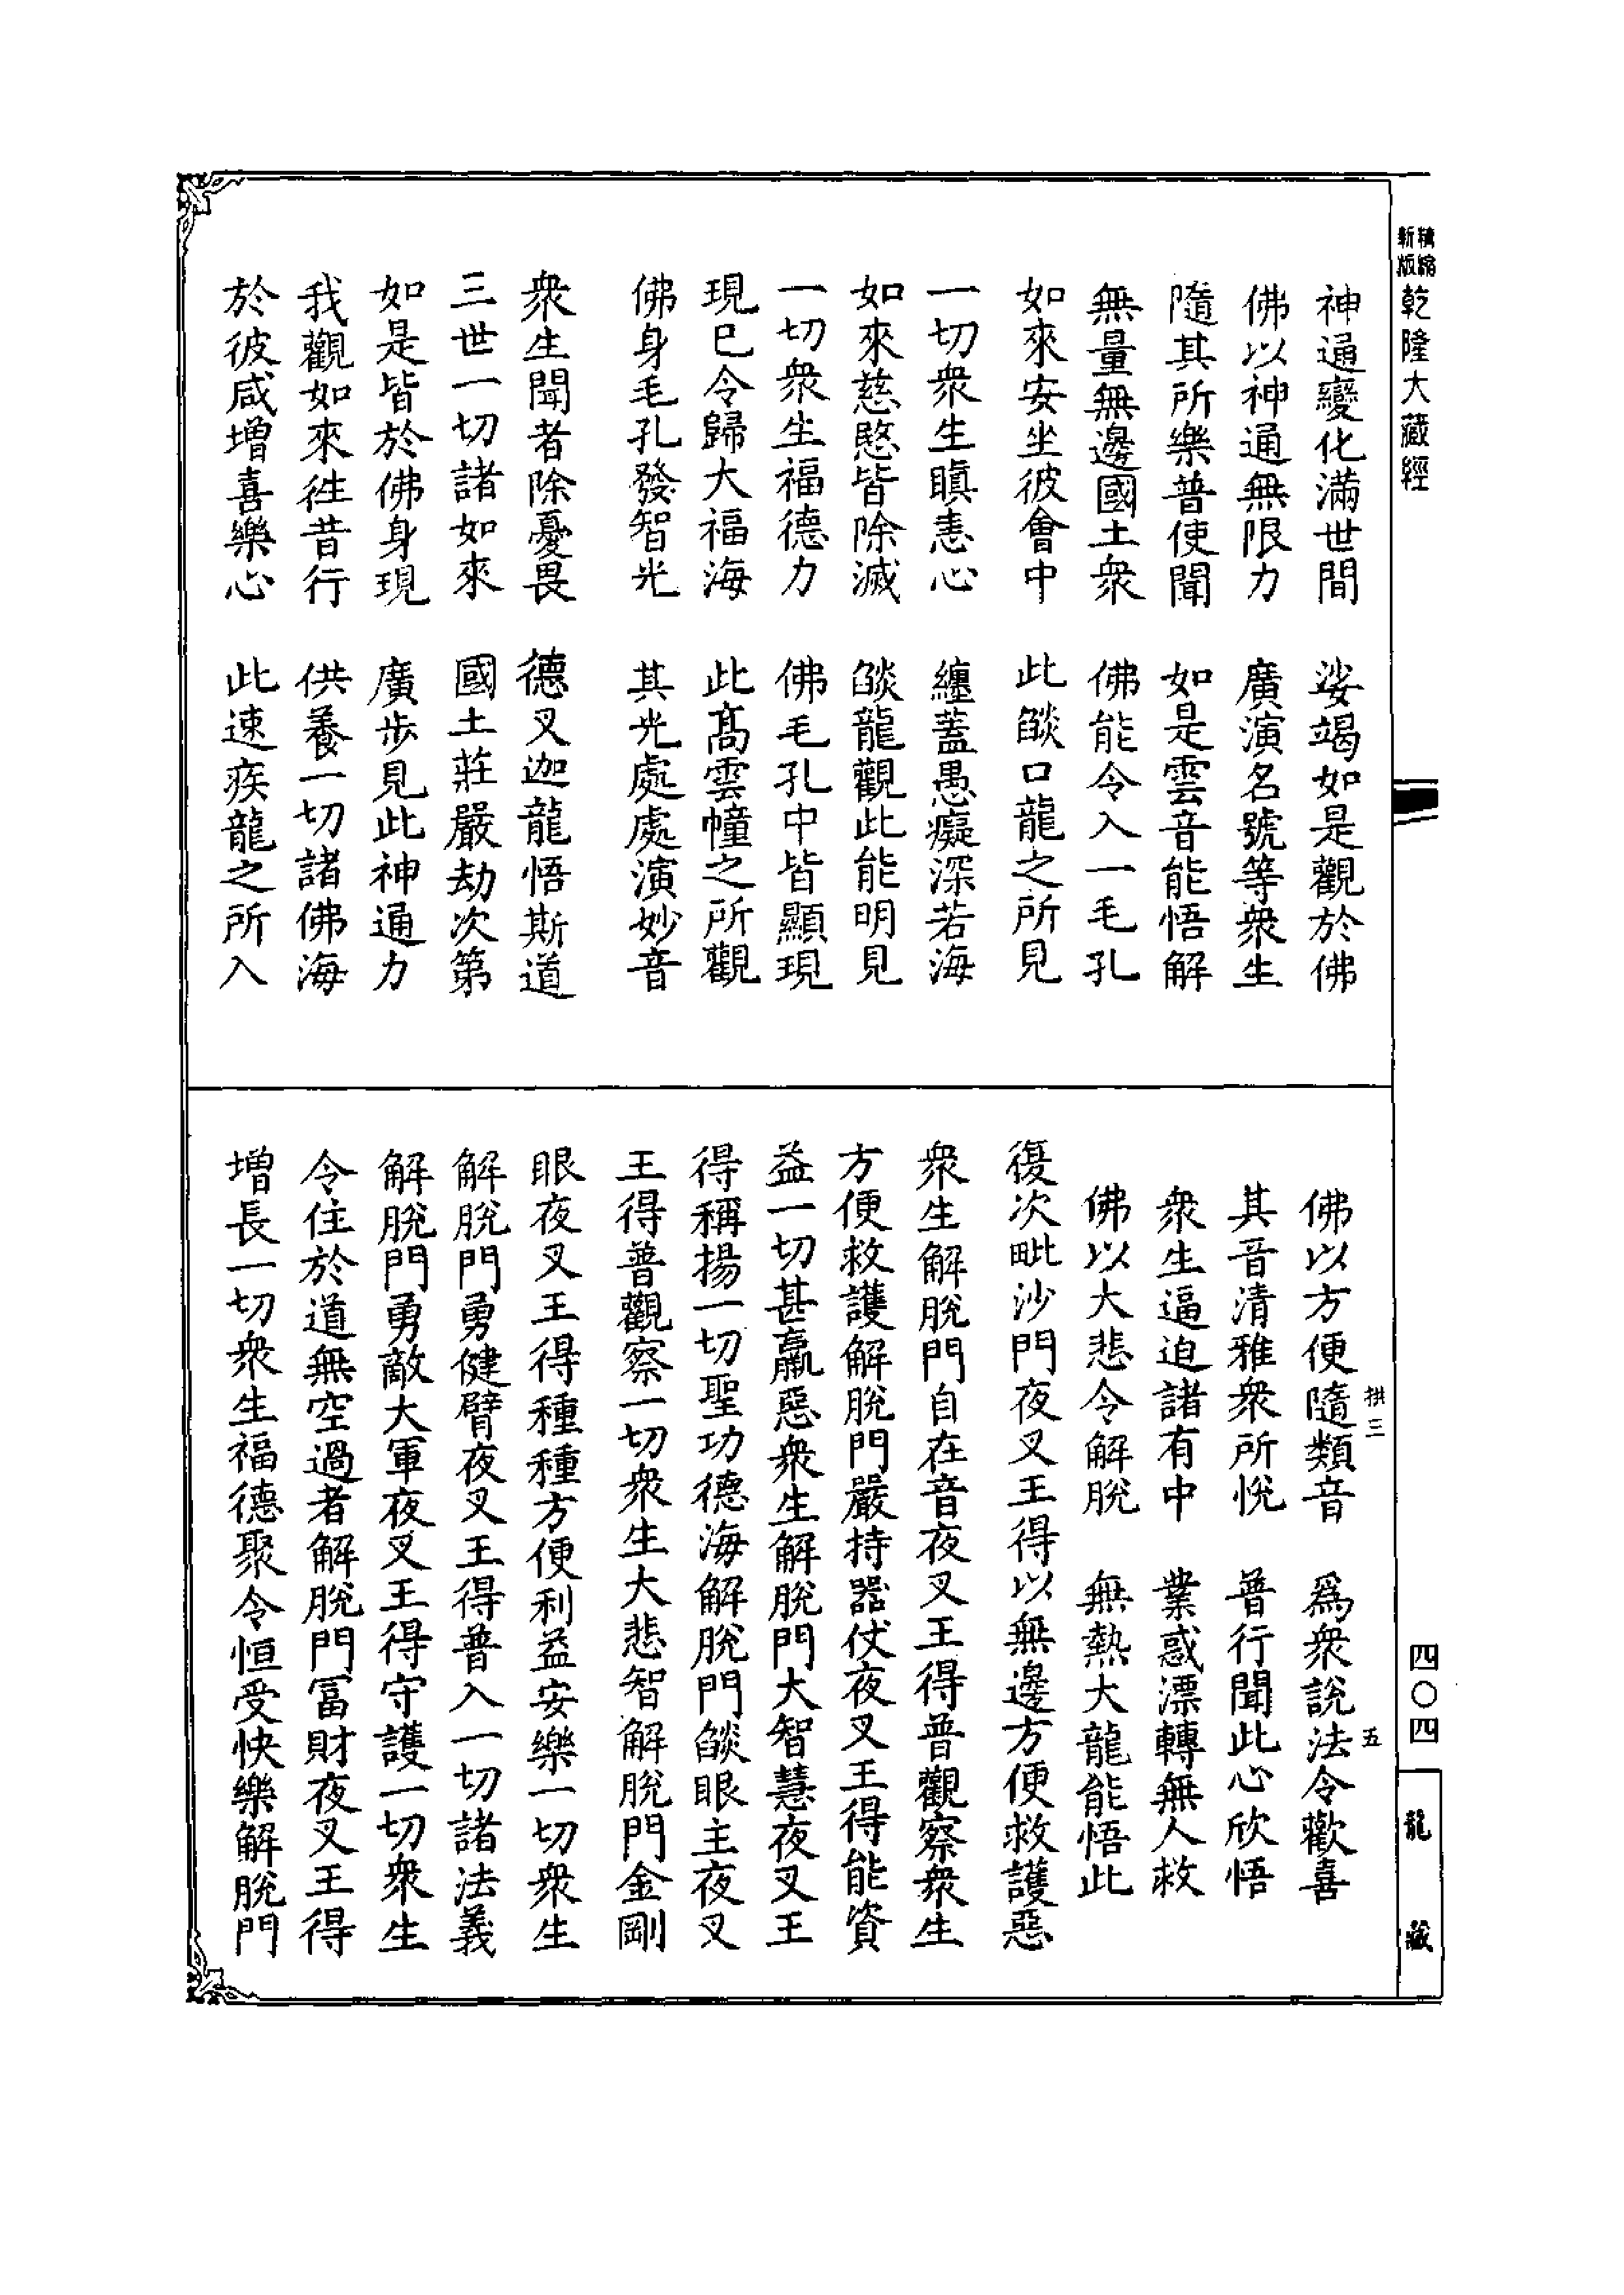 精縮
新版
乾隆大藏經
神通變化滿世間　娑竭如是觀於佛
佛以神通無限力　廣演名號等衆生
隨其所樂普使聞　如是雲音能悟解
無量無邊國土衆　佛能令入一毛孔
如來安坐彼會中　此燄口龍之所見
一切衆生瞋恚心　纏蓋愚癡深若海
如來慈愍皆除滅　燄龍觀此能明見
一切衆生福德力　佛毛孔中皆顯現
現已令歸大福海　此髙雲幢之所觀
佛身毛孔發智光　其光處處演妙音
衆生聞者除憂畏　德叉迦龍悟斯道
三世一切諸如來　國土莊嚴劫次第
如是皆於佛身現　廣步見此神通力
我觀如來徃昔行　供養一切諸佛海
於彼咸增喜樂心　此速疾龍之所入
佛以方便隨類音　爲衆說法令歡喜
其音清雅衆所悅　普行聞此心欣悟
衆生逼迫諸有中　業惑漂轉無人救
佛以大悲令解脫　無熱大龍能悟此
復次毗沙門夜叉王得以無邊方便救護惡
衆生解脫門自在音夜叉王得普觀察衆生
方便救護解脫門嚴持器仗夜叉王得能資
益一切甚羸惡衆生解脫門大智慧夜叉王
得稱揚一切聖功德海解脫門燄眼主夜叉
王得普觀察一切衆生大悲智解脫門金剛
眼夜叉王得種種方便利益安樂一切衆生
解脫門勇健臂夜叉王得普入一切諸法義
解脫門勇敵大軍夜叉王得守護一切衆生
令住於道無空過者解脫門冨財夜叉王得
增長一切衆生福德聚令恒受快樂解脫門
拱三
五
四〇四
龍藏